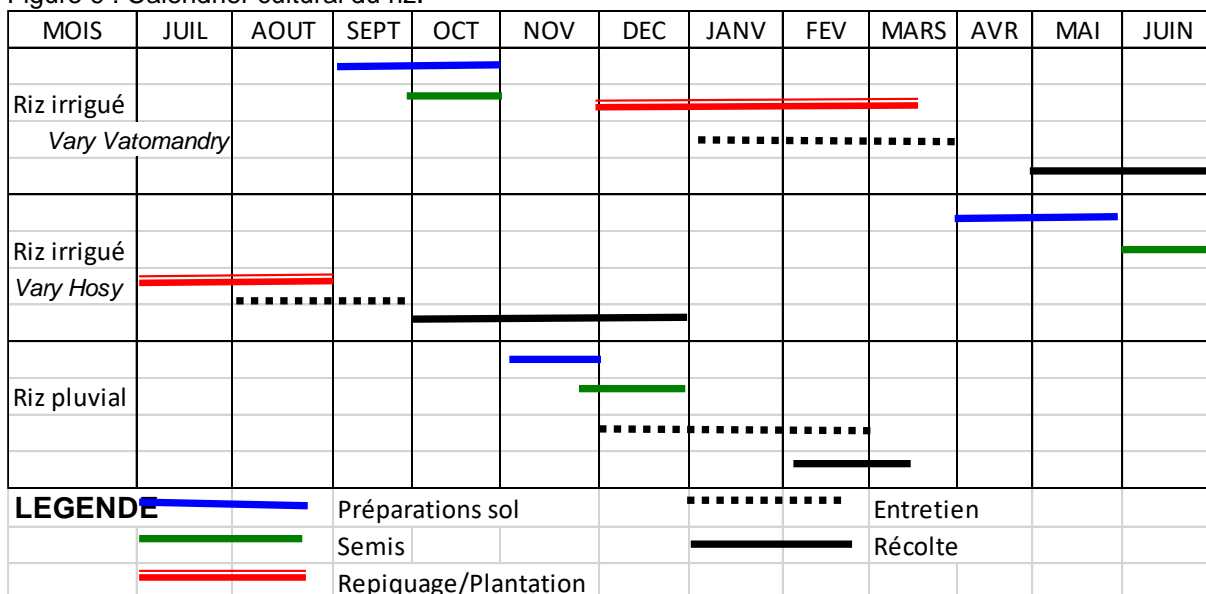 Figure 6 : Calendrier cultural du riz.
MOIS JUIL AOUT SEPT OCT NOV DEC JANV FEV MARS AVR MAI JUIN
Riz irrigué
Vary Vatomandry
Riz irrigué
Vary Hosy
Riz pluvial
LEGENDE Préparations sol Entretien
Semis Récolte
Repiquage/Plantation